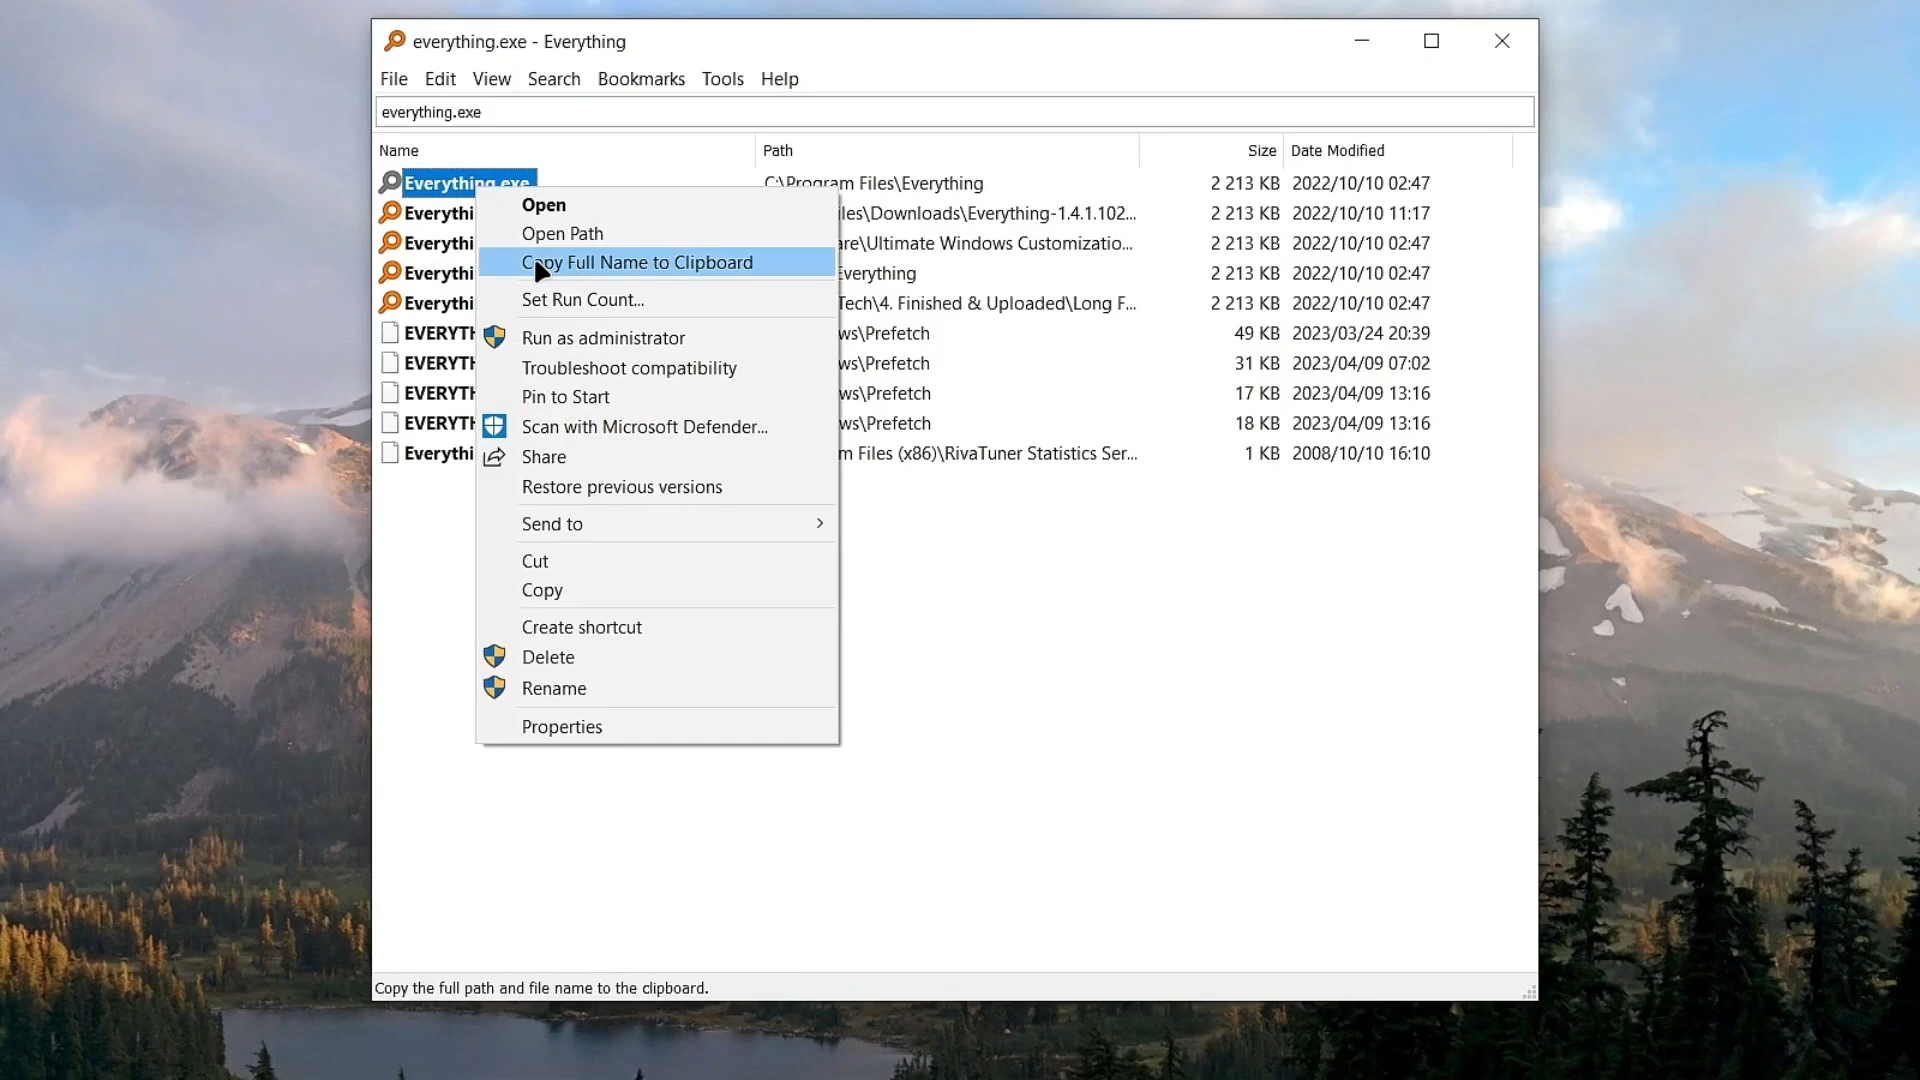 everything.exe - Everything
File Edit View Search Bookmarks Tools Help
everything.exe
Name Path Size Date Modified
Everything.exe C:\Program Files\Everything 2 213 KB 2022/10/10 02:47
Everythi iles\Downloads\Everything-1.4.1.102... 2 213 KB 2022/10/10 11:17
Everythi are\Ultimate Windows Customizatio... 2 213 KB 2022/10/10 02:47
Everythi Everything 2 213 KB 2022/10/10 02:47
Everythi Tech\4. Finished & Uploaded\Long F... 2 213 KB 2022/10/10 02:47
EVERYTH ws\Prefetch 49 KB 2023/03/24 20:39
EVERYTH ws\Prefetch 31 KB 2023/04/09 07:02
EVERYTH ws\Prefetch 17 KB 2023/04/09 13:16
EVERYTH ws\Prefetch 18 KB 2023/04/09 13:16
Everythi m Files (x86)\RivaTuner Statistics Ser... 1 KB 2008/10/10 16:10
Open
Open Path
Copy Full Name to Clipboard
Set Run Count...
Run as administrator
Troubleshoot compatibility
Pin to Start
Scan with Microsoft Defender...
Share
Restore previous versions
Send to
Cut
Copy
Create shortcut
Delete
Rename
Properties
Copy the full path and file name to the clipboard.